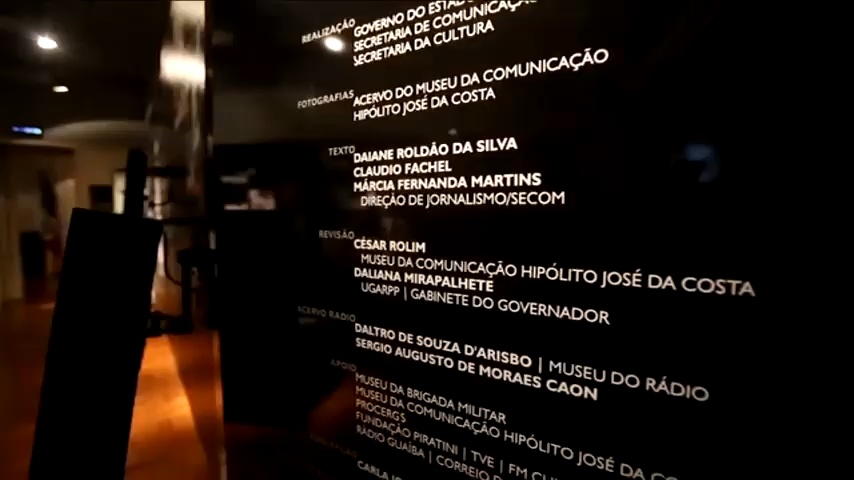 REALIZAÇÃO
GOVERNO DO ESTADO
SECRETARIA DE COMUNICAÇÃO
SECRETARIA DA CULTURA
FOTOGRAFIAS
ACERVO DO MUSEU DA COMUNICAÇÃO
HIPÓLITO JOSÉ DA COSTA
TEXTO
DAIANE ROLDÃO DA SILVA
CLAUDIO FACHEL
MÁRCIA FERNANDA MARTINS
DIREÇÃO DE JORNALISMO/SECOM
REVISÃO
CÉSAR ROLIM
MUSEU DA COMUNICAÇÃO HIPÓLITO JOSÉ DA COSTA
DALIANA MIRAPALHETE
UGARPP | GABINETE DO GOVERNADOR
ACERVO RÁDIO
DALTRO DE SOUZA D'ARISBO | MUSEU DO RÁDIO
SERGIO AUGUSTO DE MORAES CAON
APOIO
MUSEU DA BRIGADA MILITAR
MUSEU DA COMUNICAÇÃO HIPÓLITO JOSÉ DA
PROCERGS
FUNDAÇÃO PIRATINI | TVE | FM
RÁDIO GUAÍBA | CORREIO
CARLA